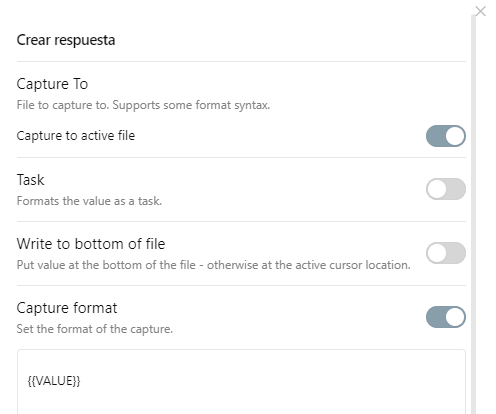 Crear respuesta
Capture To
File to capture to. Supports some format syntax.
Capture to active file
Task
Formats the value as a task.
Write to bottom of file
Put value at the bottom of the file - otherwise at the active cursor location.
Capture format
Set the format of the capture.
{{VALUE}}